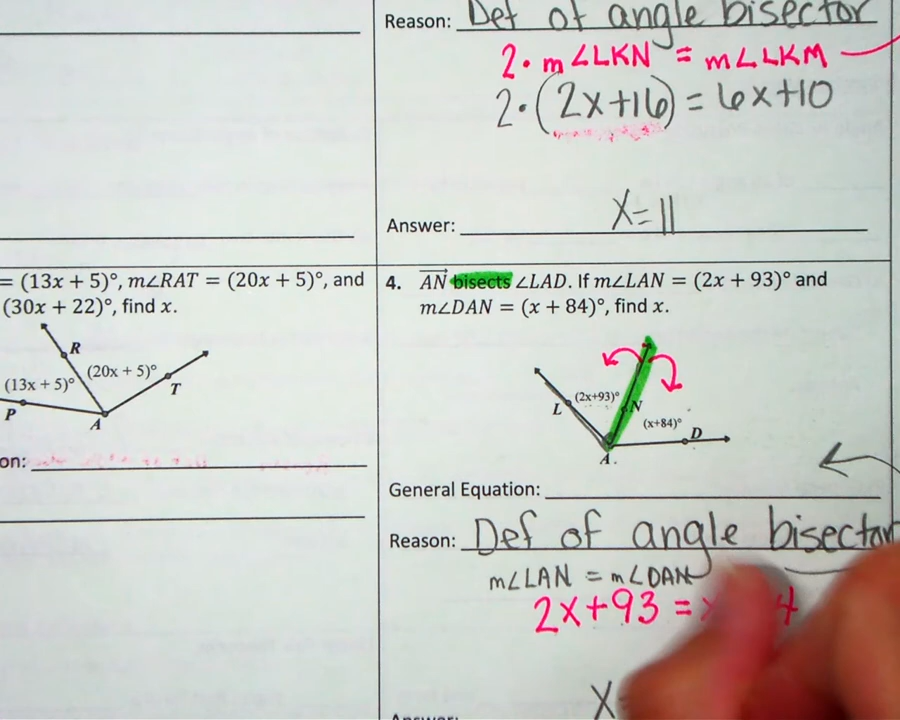 Reason: Def of angle bisector
2 · m∠LKN = m∠LKM
2 · (2x+16) = 6x+10
Answer: X=11
= (13x + 5)°, m∠RAT = (20x + 5)°, and
(30x + 22)°, find x.
R
(20x + 5)°
(13x + 5)°
T
P
A
on:
4. AN bisects ∠LAD. If m∠LAN = (2x + 93)° and
m∠DAN = (x + 84)°, find x.
(2x+93)°
L
N
(x+84)°
D
A.
General Equation:
Reason: Def of angle bisector
m∠LAN = m∠DAN
2x+93 =
X
Answer: